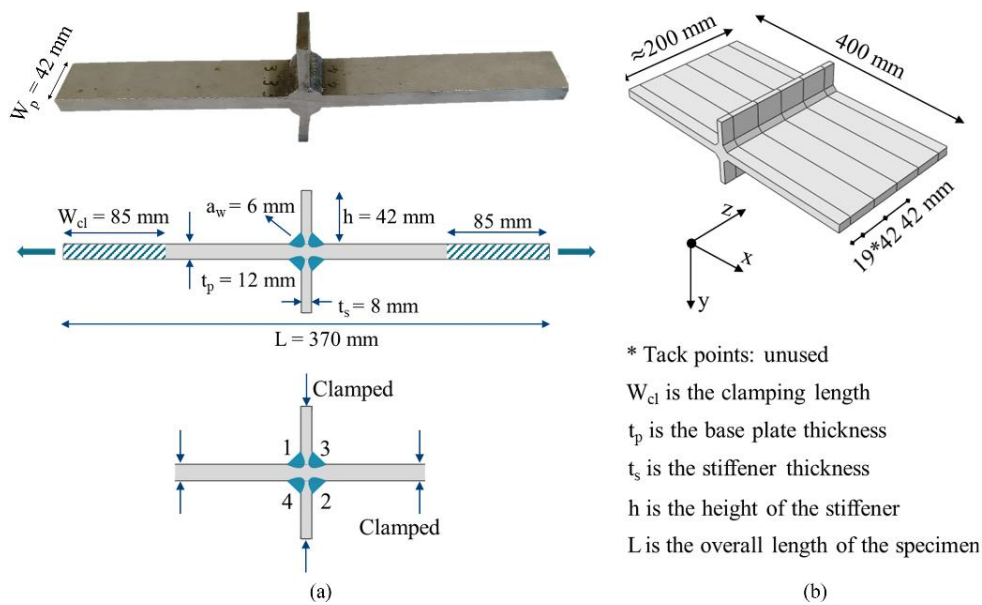 W_p = 42 mm
3 3
≈200 mm
400 mm
z
x
y
19*42 42 mm
W_cl = 85 mm
a_w = 6 mm
h = 42 mm
85 mm
t_p = 12 mm
t_s = 8 mm
L = 370 mm
Clamped
1 3
4 2
Clamped
(a)
* Tack points: unused
W_cl is the clamping length
t_p is the base plate thickness
t_s is the stiffener thickness
h is the height of the stiffener
L is the overall length of the specimen
(b)